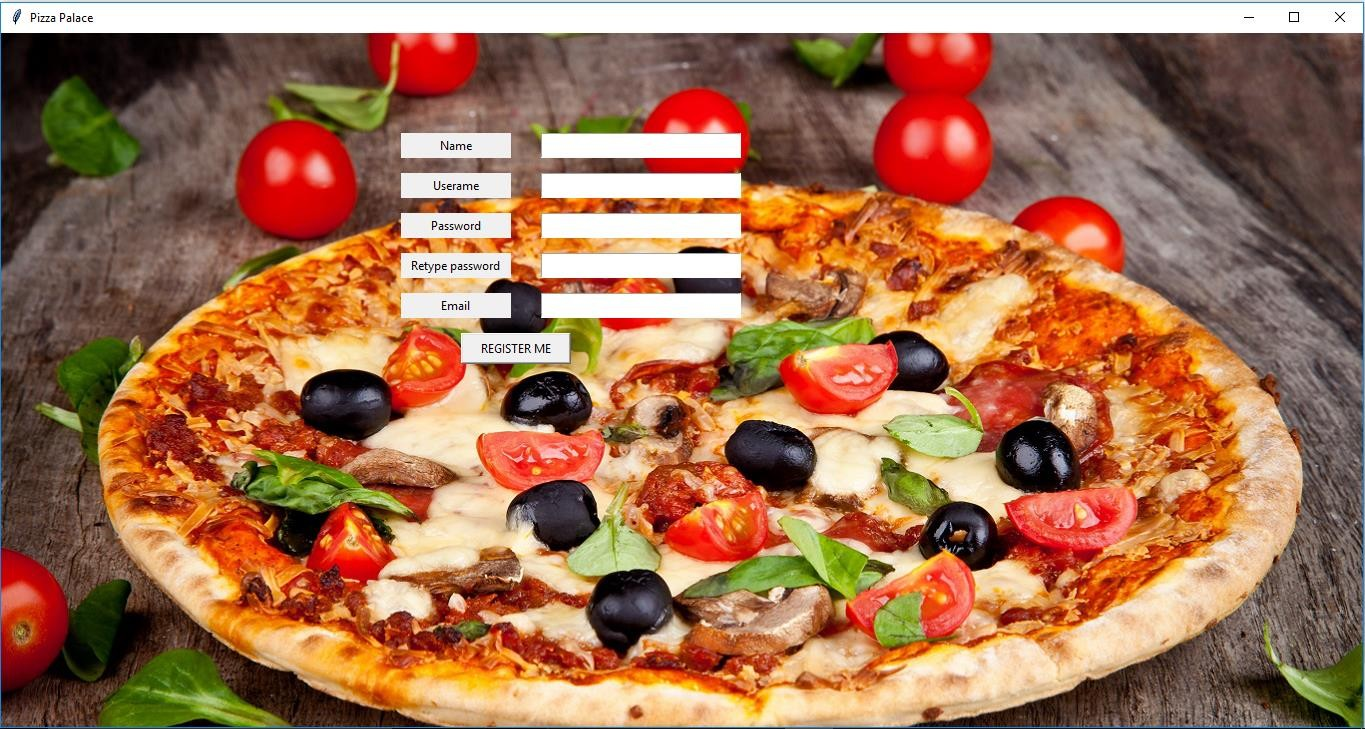 Pizza Palace
Name
Userame
Password
Retype password
Email
REGISTER ME